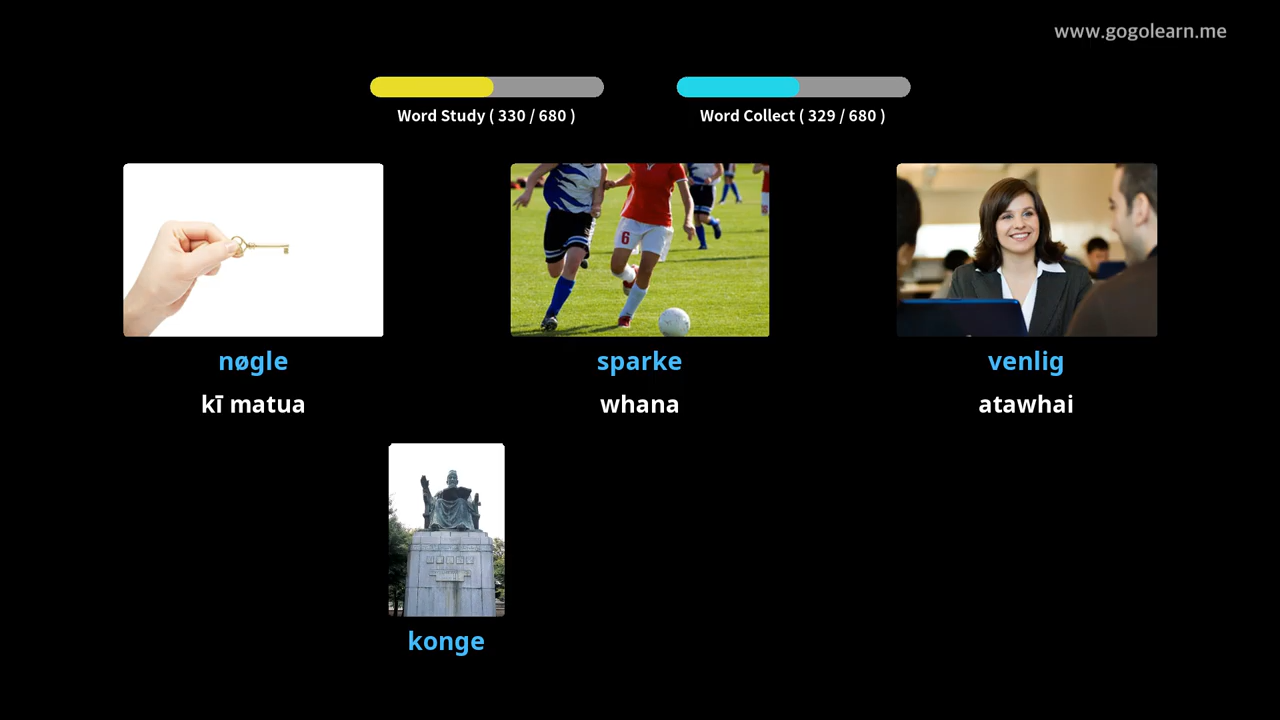 www.gogolearn.me
Word Study ( 330 / 680 )
Word Collect ( 329 / 680 )
6
nøgle
sparke
venlig
kī matua
whana
atawhai
konge